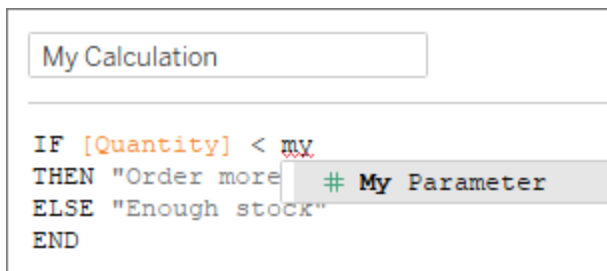 My Calculation
IF [Quantity] < my
THEN "Order more
# My Parameter
ELSE "Enough stock"
END